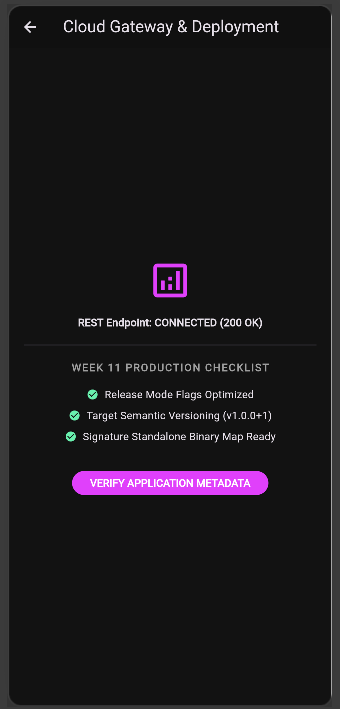 Cloud Gateway & Deployment
REST Endpoint: CONNECTED (200 OK)
WEEK 11 PRODUCTION CHECKLIST
Release Mode Flags Optimized
Target Semantic Versioning (v1.0.0+1)
Signature Standalone Binary Map Ready
VERIFY APPLICATION METADATA